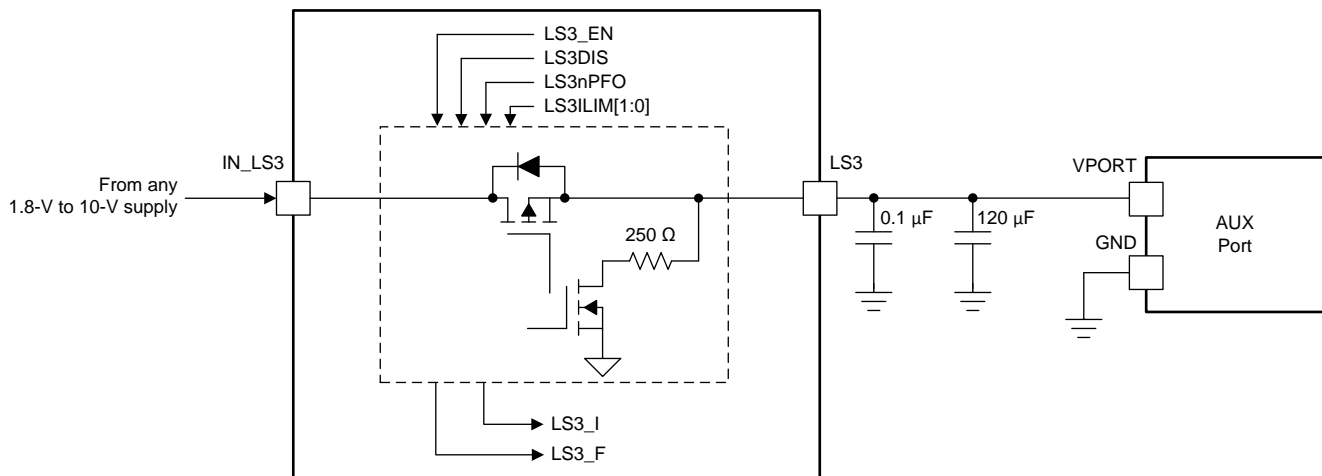 LS3_EN
LS3DIS
LS3nPFO
LS3ILIM[1:0]
IN_LS3
LS3
VPORT
From any
1.8-V to 10-V supply
0.1 µF
120 µF
AUX
Port
250 Ω
GND
LS3_I
LS3_F